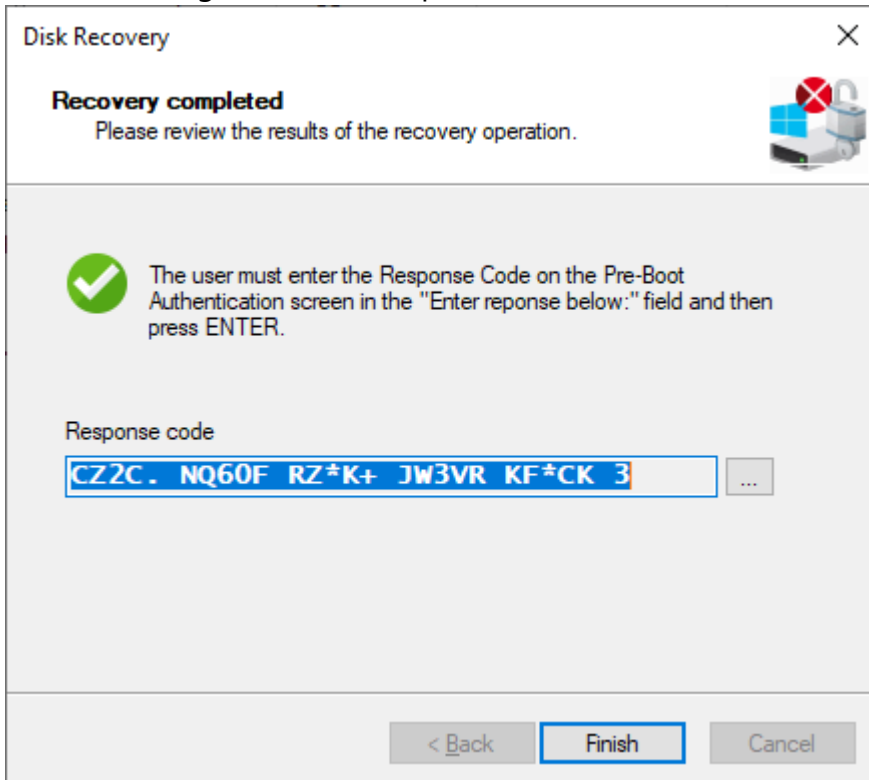 Disk Recovery
Recovery completed
Please review the results of the recovery operation.
The user must enter the Response Code on the Pre-Boot
Authentication screen in the "Enter reponse below:" field and then
press ENTER.
Response code
CZ2C. NQ6OF RZ*K+ JW3VR KF*CK 3
...
< Back
Finish
Cancel